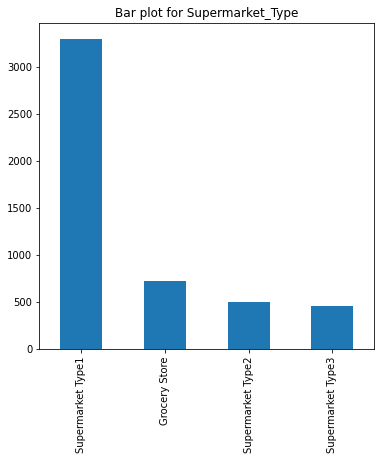 Bar plot for Supermarket_Type
3000
2500
2000
1500
1000
500
0
Supermarket Type1
Grocery Store
Supermarket Type2
Supermarket Type3